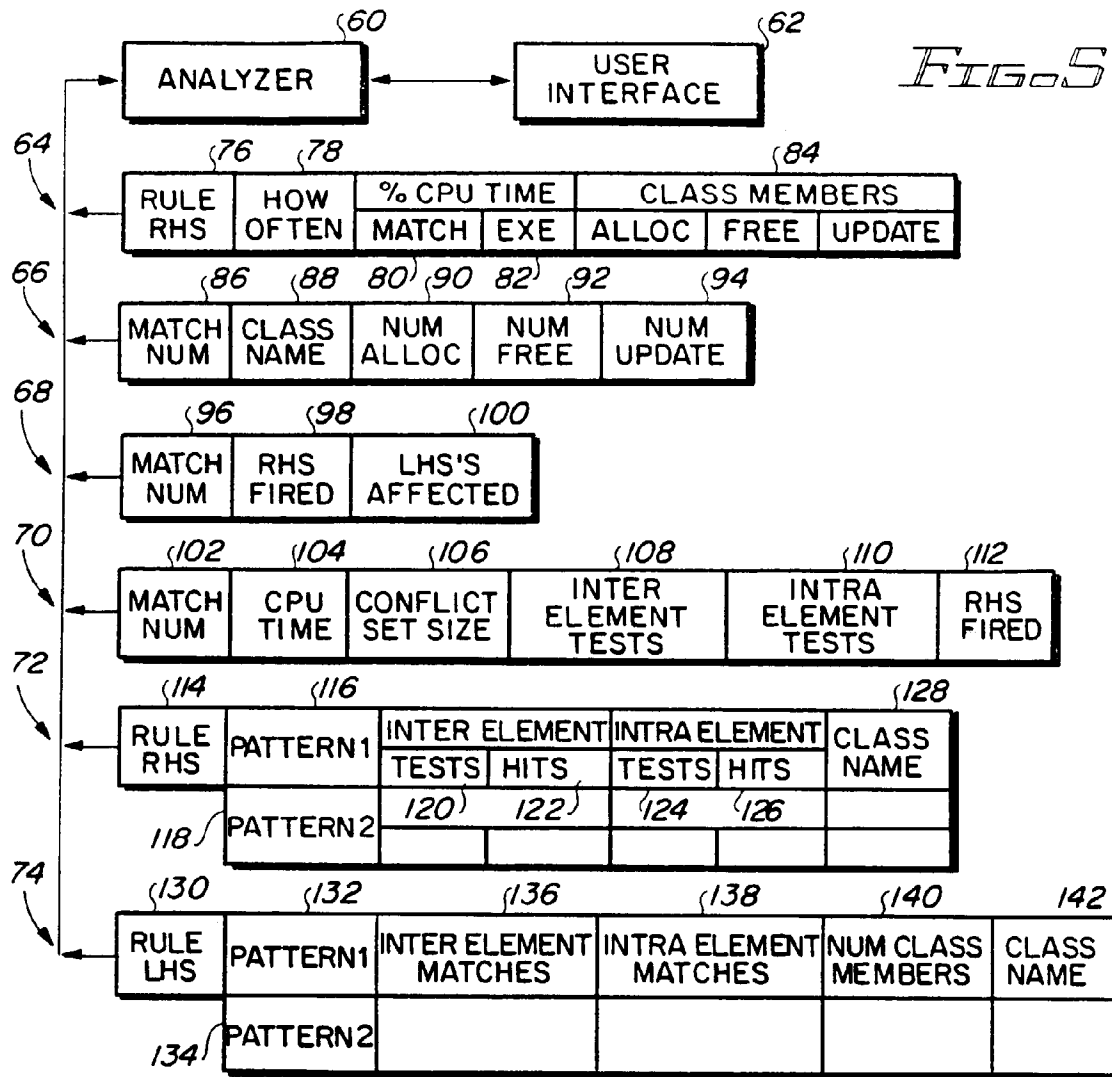 60
62
FIG. 5
ANALYZER
USER
INTERFACE
64
76
78
84
RULE
RHS
HOW
OFTEN
% CPU TIME
CLASS MEMBERS
MATCH
EXE
ALLOC
FREE
UPDATE
66
86
88
80
90
82
92
94
MATCH
NUM
CLASS
NAME
NUM
ALLOC
NUM
FREE
NUM
UPDATE
68
96
98
100
MATCH
NUM
RHS
FIRED
LHS'S
AFFECTED
70
102
104
106
108
110
112
MATCH
NUM
CPU
TIME
CONFLICT
SET SIZE
INTER
ELEMENT
TESTS
INTRA
ELEMENT
TESTS
RHS
FIRED
72
114
116
128
RULE
RHS
PATTERN1
INTER ELEMENT
INTRA ELEMENT
CLASS
NAME
TESTS
HITS
TESTS
HITS
120
122
124
126
118
PATTERN2
74
130
132
136
138
140
142
RULE
LHS
PATTERN1
INTER ELEMENT
MATCHES
INTRA ELEMENT
MATCHES
NUM CLASS
MEMBERS
CLASS
NAME
134
PATTERN2